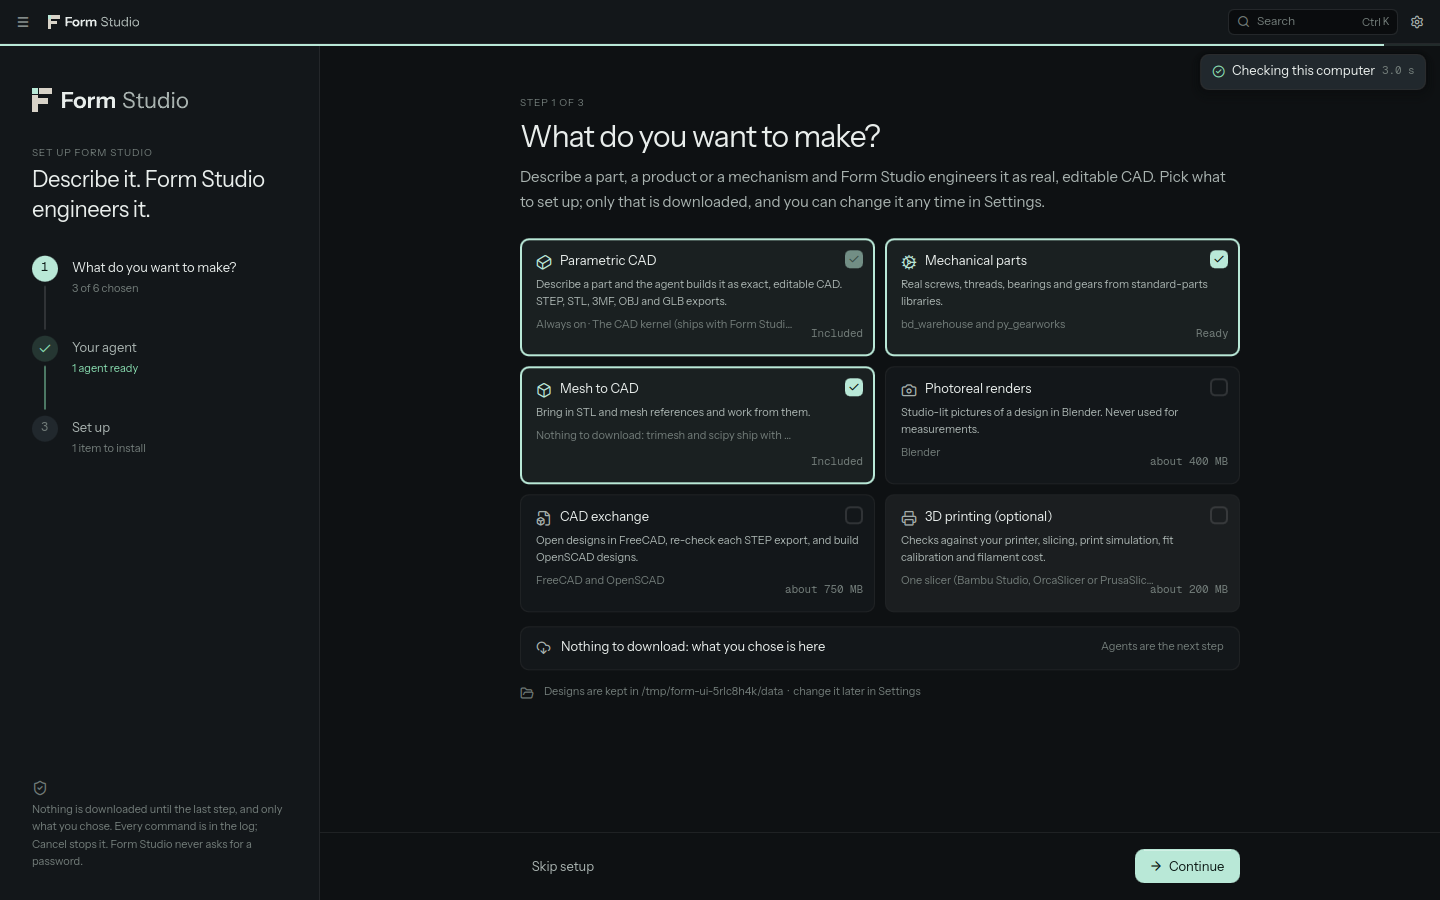 Form Studio
Search Ctrl K
Checking this computer 3.0 s
Form Studio
SET UP FORM STUDIO
Describe it. Form Studio
engineers it.
1 What do you want to make?
3 of 6 chosen
Your agent
1 agent ready
3 Set up
1 item to install
Nothing is downloaded until the last step, and only
what you chose. Every command is in the log;
Cancel stops it. Form Studio never asks for a
password.
STEP 1 OF 3
What do you want to make?
Describe a part, a product or a mechanism and Form Studio engineers it as real, editable CAD. Pick what
to set up; only that is downloaded, and you can change it any time in Settings.
Parametric CAD
Describe a part and the agent builds it as exact, editable CAD.
STEP, STL, 3MF, OBJ and GLB exports.
Always on · The CAD kernel (ships with Form Studi...
Included
Mechanical parts
Real screws, threads, bearings and gears from standard-parts
libraries.
bd_warehouse and py_gearworks
Ready
Mesh to CAD
Bring in STL and mesh references and work from them.
Nothing to download: trimesh and scipy ship with ...
Included
Photoreal renders
Studio-lit pictures of a design in Blender. Never used for
measurements.
Blender
about 400 MB
CAD exchange
Open designs in FreeCAD, re-check each STEP export, and build
OpenSCAD designs.
FreeCAD and OpenSCAD
about 750 MB
3D printing (optional)
Checks against your printer, slicing, print simulation, fit
calibration and filament cost.
One slicer (Bambu Studio, OrcaSlicer or PrusaSlic...
about 200 MB
Nothing to download: what you chose is here
Agents are the next step
Designs are kept in /tmp/form-ui-5rlc8h4k/data · change it later in Settings
Skip setup
Continue